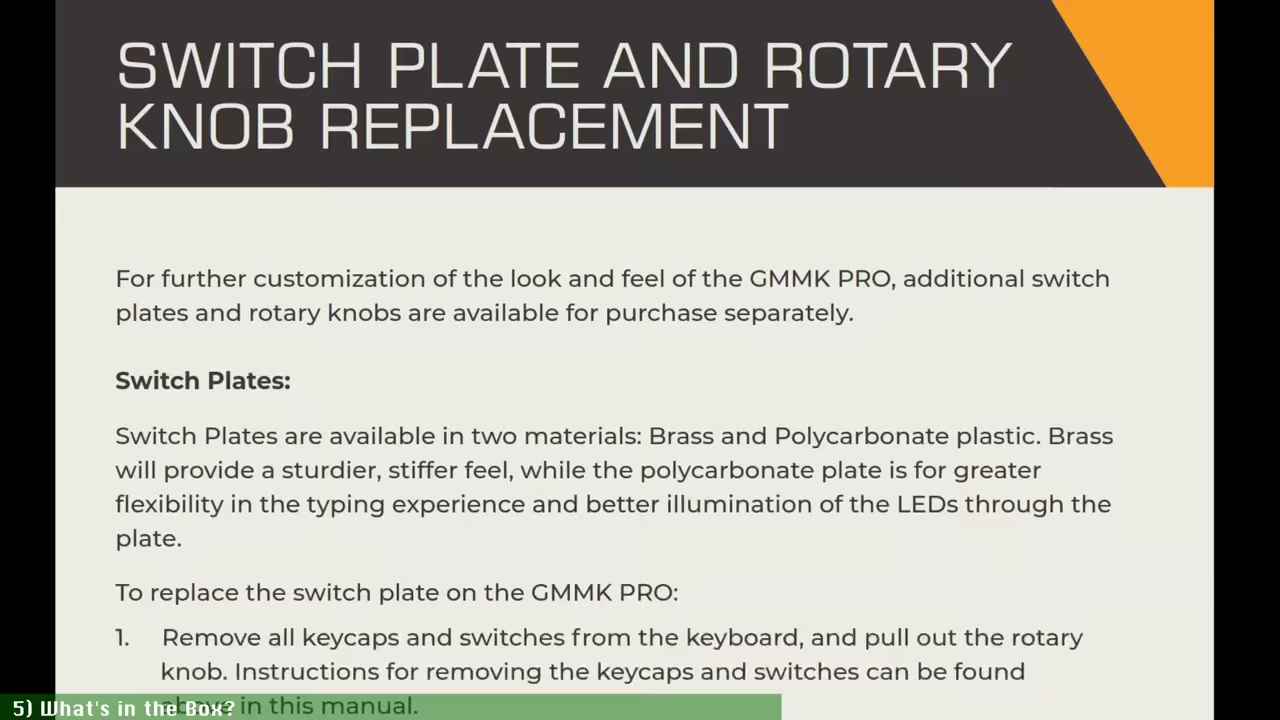 SWITCH PLATE AND ROTARY
KNOB REPLACEMENT
For further customization of the look and feel of the GMMK PRO, additional switch
plates and rotary knobs are available for purchase separately.
Switch Plates:
Switch Plates are available in two materials: Brass and Polycarbonate plastic. Brass
will provide a sturdier, stiffer feel, while the polycarbonate plate is for greater
flexibility in the typing experience and better illumination of the LEDs through the
plate.
To replace the switch plate on the GMMK PRO:
1. Remove all keycaps and switches from the keyboard, and pull out the rotary
knob. Instructions for removing the keycaps and switches can be found
above in this manual.
5) What's in the Box?